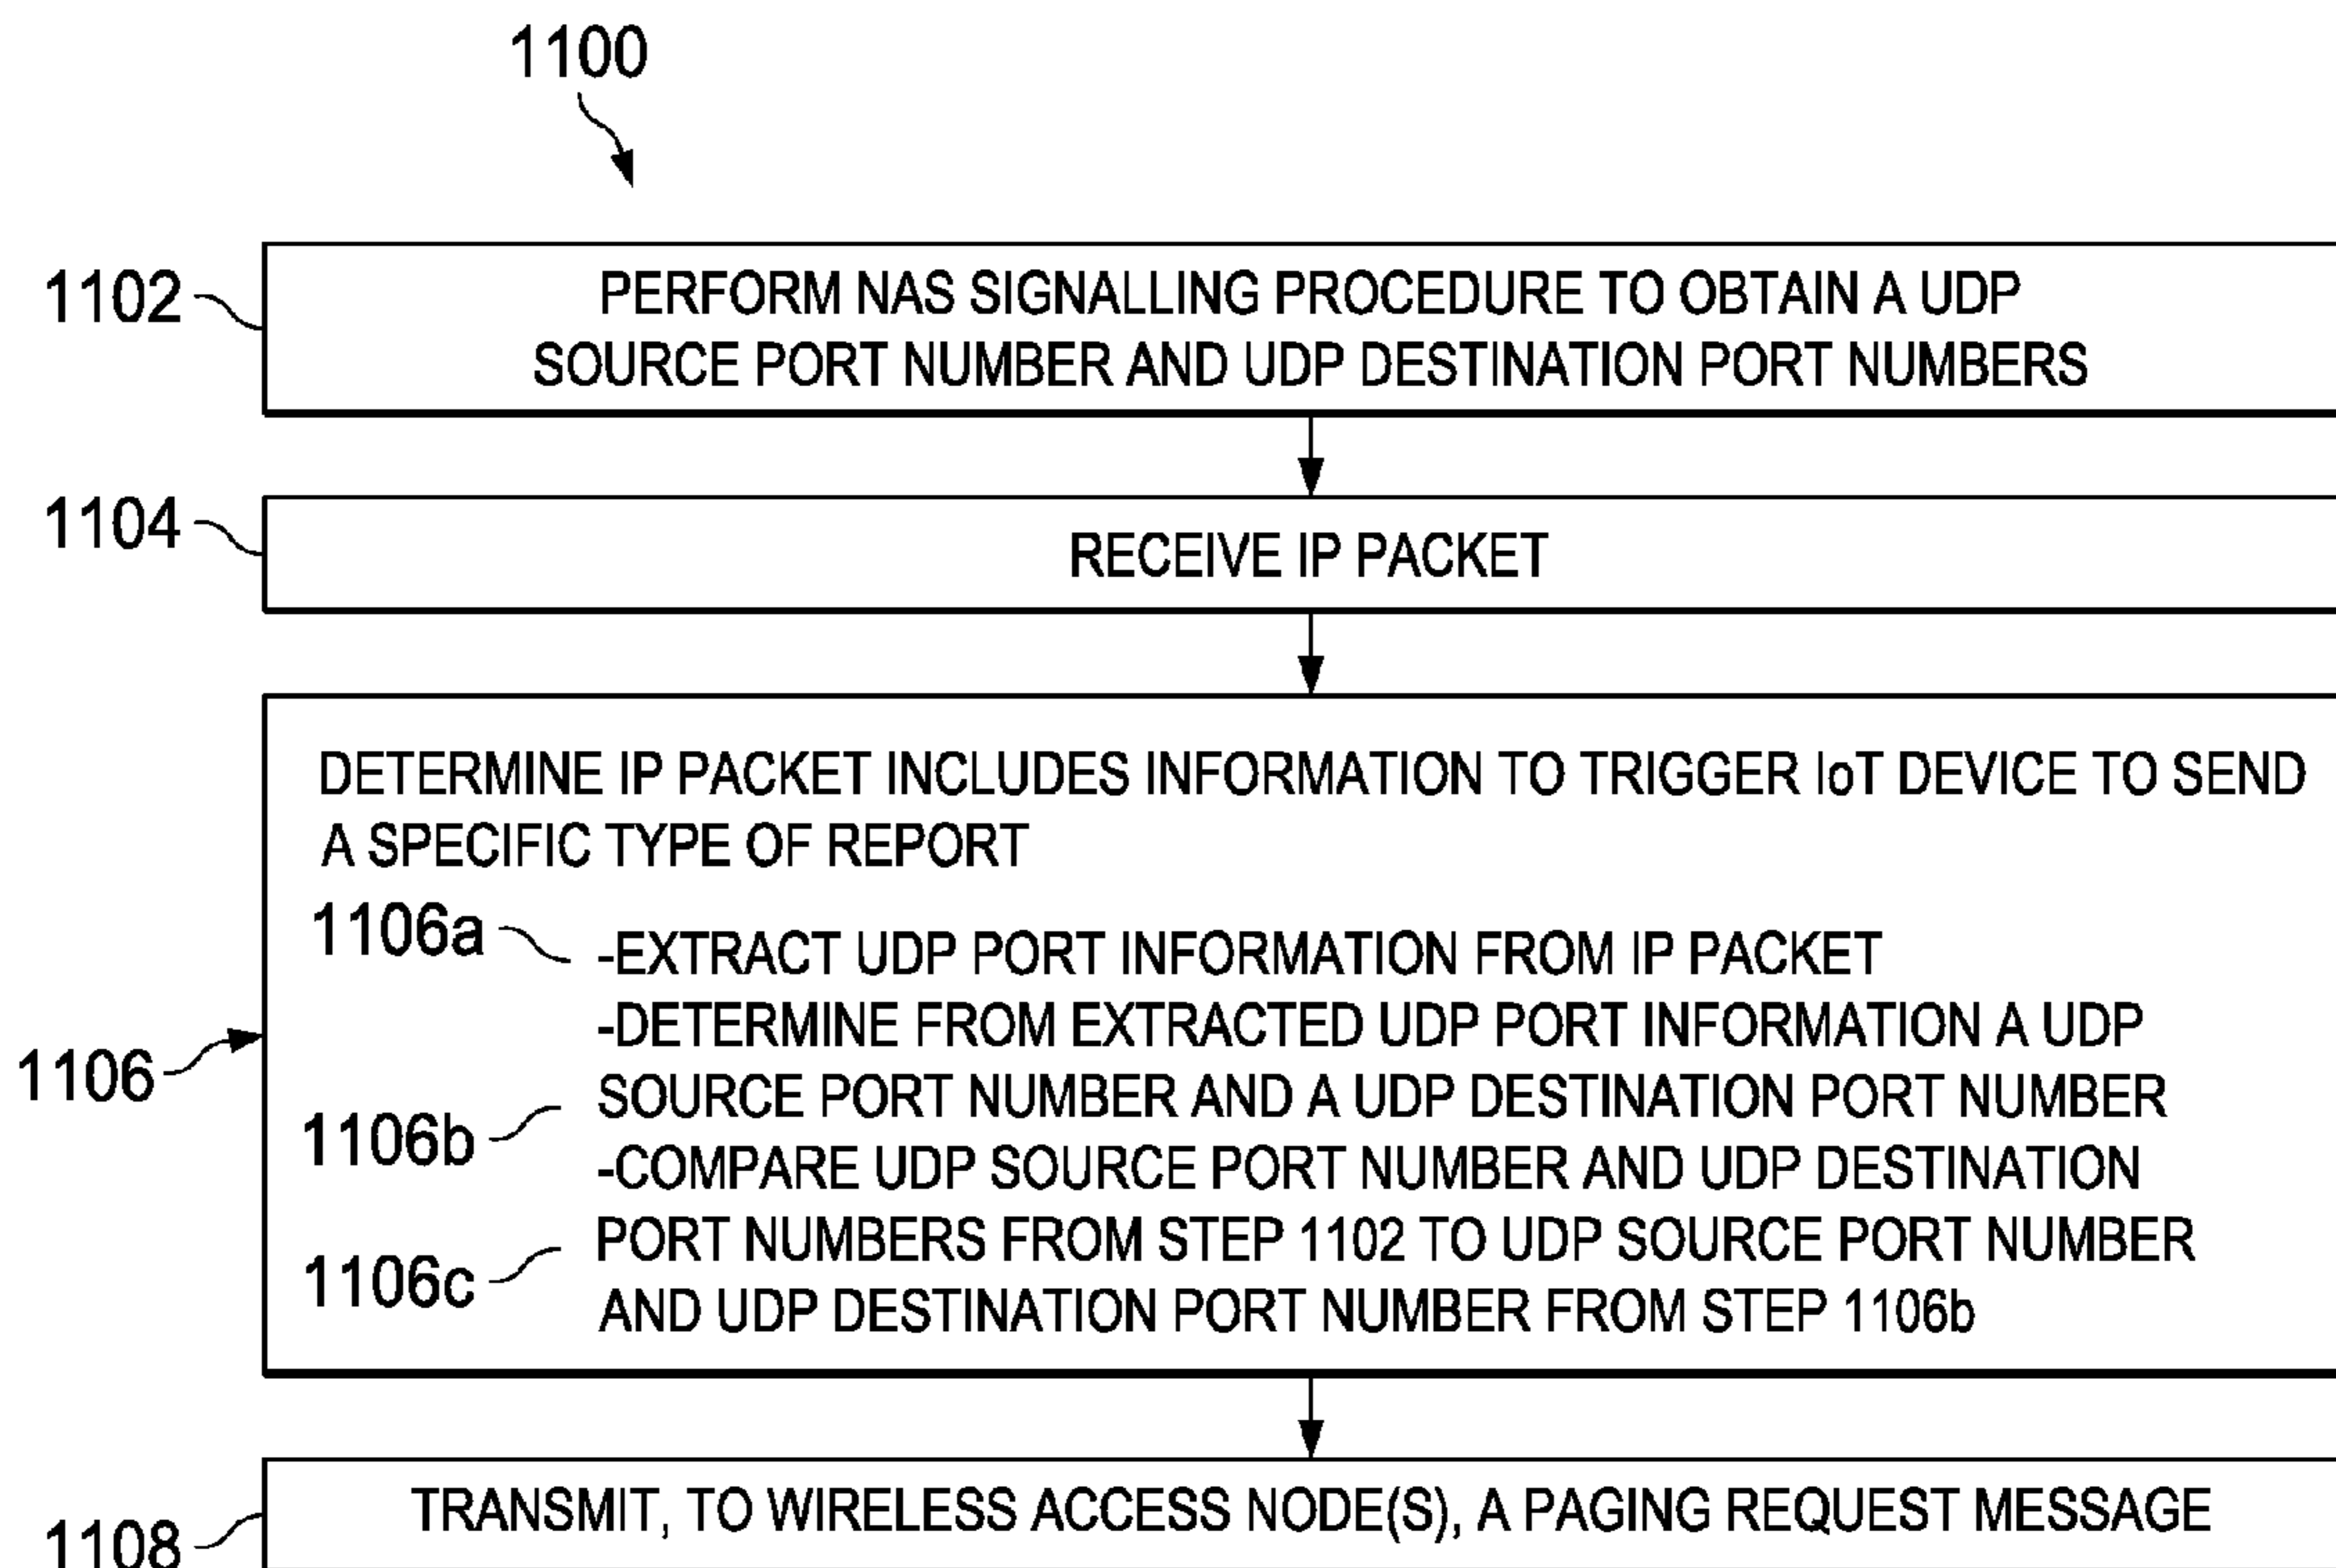 1100
1102
PERFORM NAS SIGNALLING PROCEDURE TO OBTAIN A UDP
SOURCE PORT NUMBER AND UDP DESTINATION PORT NUMBERS
1104
RECEIVE IP PACKET
DETERMINE IP PACKET INCLUDES INFORMATION TO TRIGGER IoT DEVICE TO SEND
A SPECIFIC TYPE OF REPORT
1106a
-EXTRACT UDP PORT INFORMATION FROM IP PACKET
-DETERMINE FROM EXTRACTED UDP PORT INFORMATION A UDP
1106
SOURCE PORT NUMBER AND A UDP DESTINATION PORT NUMBER
1106b
-COMPARE UDP SOURCE PORT NUMBER AND UDP DESTINATION
PORT NUMBERS FROM STEP 1102 TO UDP SOURCE PORT NUMBER
1106c
AND UDP DESTINATION PORT NUMBER FROM STEP 1106b
TRANSMIT, TO WIRELESS ACCESS NODE(S), A PAGING REQUEST MESSAGE
1108